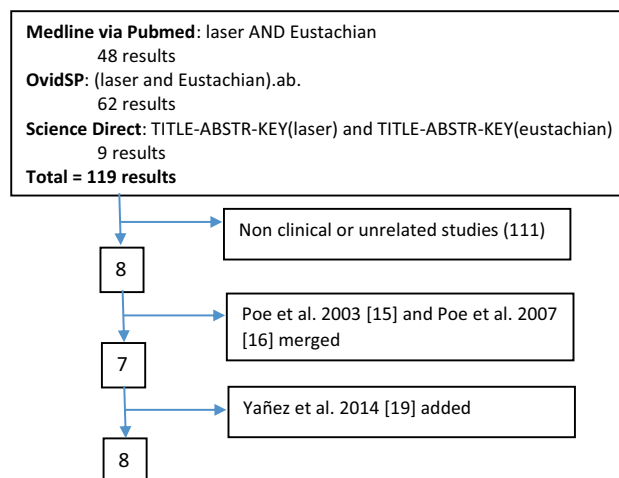 Medline via Pubmed: laser AND Eustachian
48 results
OvidSP: (laser and Eustachian).ab.
62 results
Science Direct: TITLE-ABSTR-KEY(laser) and TITLE-ABSTR-KEY(eustachian)
9 results
Total = 119 results
Non clinical or unrelated studies (111)
8
Poe et al. 2003 [15] and Poe et al. 2007
[16] merged
7
Yañez et al. 2014 [19] added
8